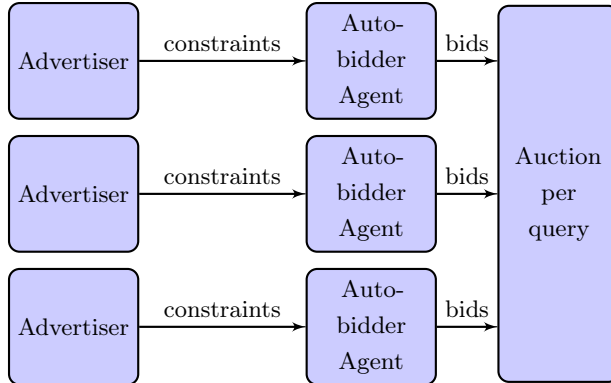 Advertiser
constraints
Auto-
bidder
Agent
bids
Advertiser
constraints
Auto-
bidder
Agent
bids
Advertiser
constraints
Auto-
bidder
Agent
bids
Auction
per
query